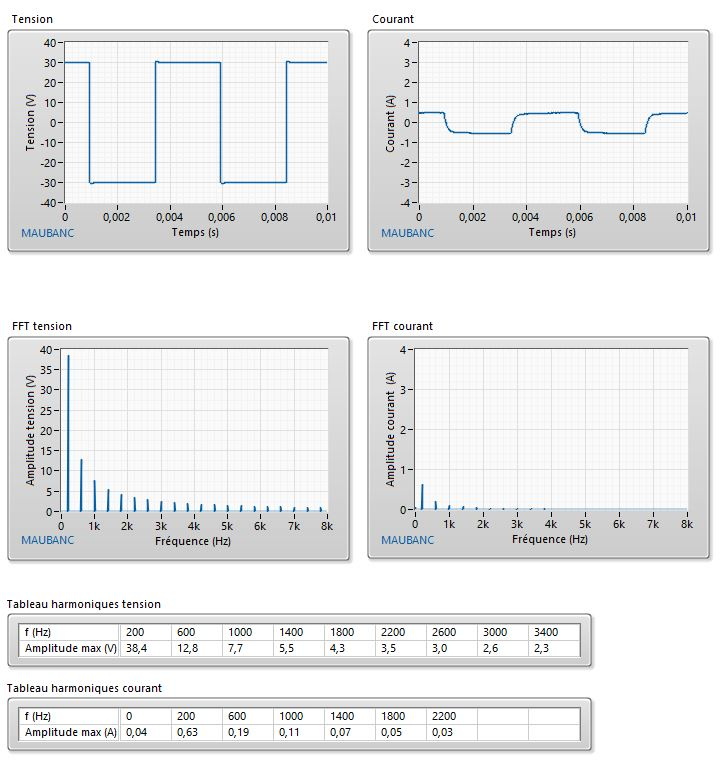 Tension
Courant
40
30
20
10
0
-10
-20
-30
-40
Tension (V)
0 0,002 0,004 0,006 0,008 0,01
Temps (s)
MAUBANC
4
3
2
1
0
-1
-2
-3
-4
Courant (A)
0 0,002 0,004 0,006 0,008 0,01
Temps (s)
MAUBANC
FFT tension
FFT courant
40
35
30
25
20
15
10
5
0
Amplitude tension (V)
0 1k 2k 3k 4k 5k 6k 7k 8k
Fréquence (Hz)
MAUBANC
4
3
2
1
0
Amplitude courant (A)
0 1k 2k 3k 4k 5k 6k 7k 8k
Fréquence (Hz)
MAUBANC
Tableau harmoniques tension
f (Hz) 200 600 1000 1400 1800 2200 2600 3000 3400
Amplitude max (V) 38,4 12,8 7,7 5,5 4,3 3,5 3,0 2,6 2,3
Tableau harmoniques courant
f (Hz) 0 200 600 1000 1400 1800 2200
Amplitude max (A) 0,04 0,63 0,19 0,11 0,07 0,05 0,03